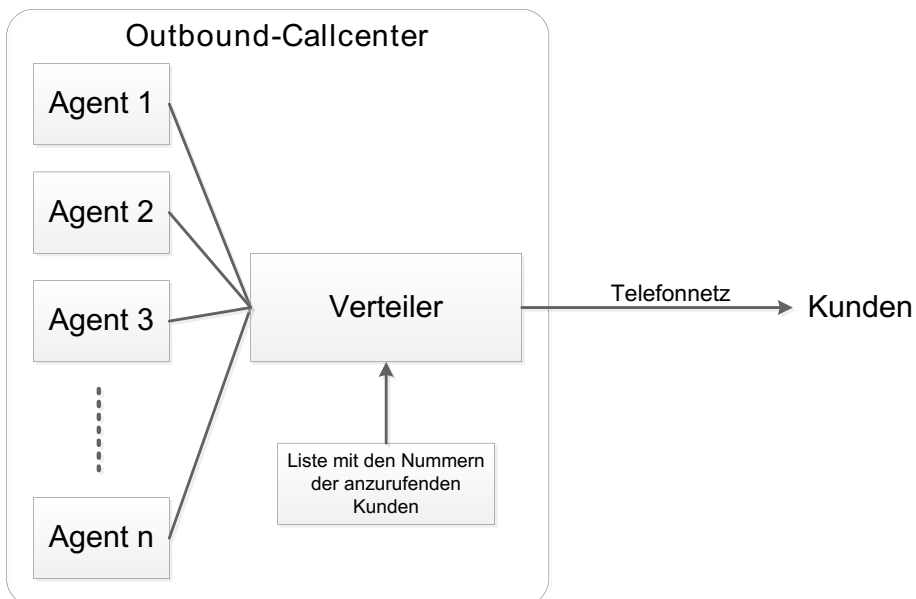 Outbound-Callcenter
Agent 1
Agent 2
Agent 3
Agent n
Verteiler
Liste mit den Nummern
der anzurufenden
Kunden
Telefonnetz
Kunden